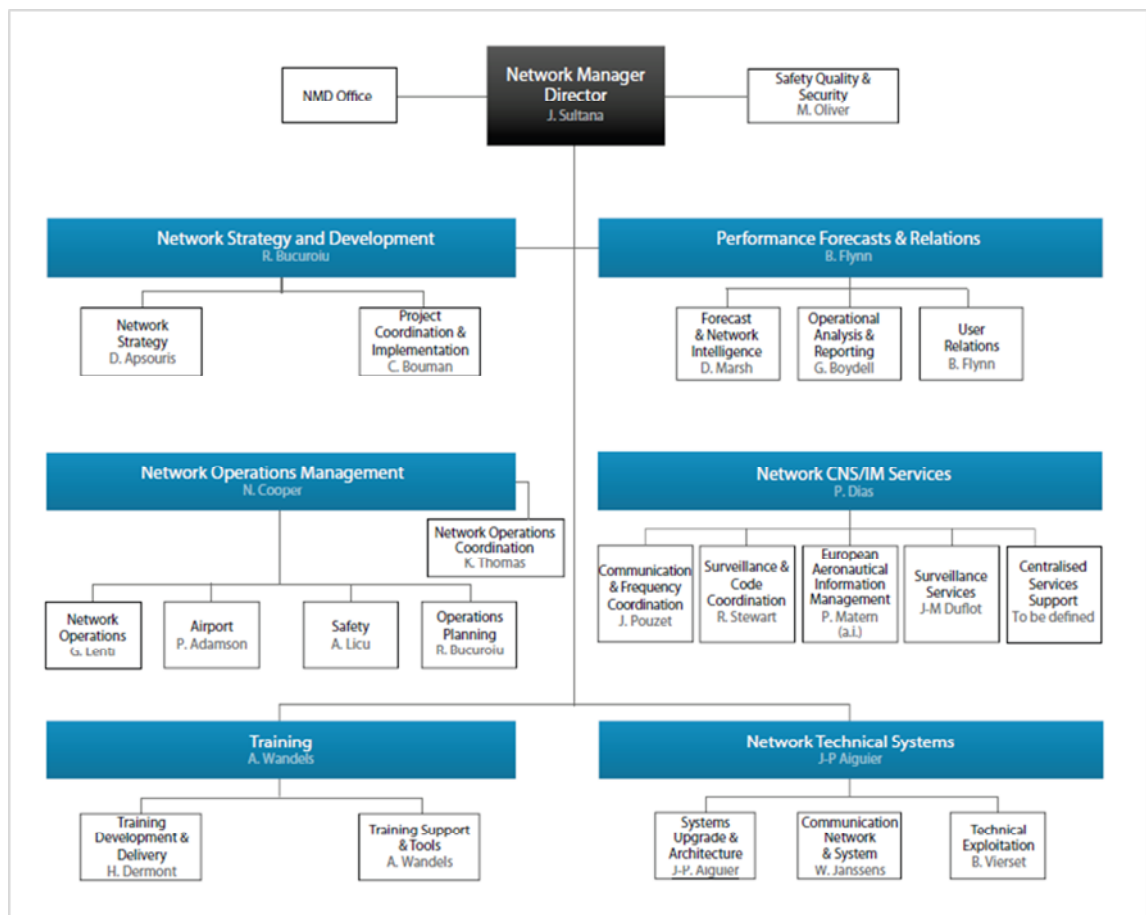 Network Manager
Director
J. Sultana
NMD Office
Safety Quality &
Security
M. Oliver
Network Strategy and Development
R. Bucuroiu
Performance Forecasts & Relations
B. Flynn
Network
Strategy
D. Apsouris
Project
Coordination &
Implementation
C. Bouman
Forecast
& Network
Intelligence
D. Marsh
Operational
Analysis &
Reporting
G. Boydell
User
Relations
B. Flynn
Network Operations Management
N. Cooper
Network CNS/IM Services
P. Dias
Network Operations
Coordination
K. Thomas
Network
Operations
G. Lenti
Airport
P. Adamson
Safety
A. Licu
Operations
Planning
R. Bucuroiu
Communication
& Frequency
Coordination
J. Pouzet
Surveillance &
Code
Coordination
R. Stewart
European
Aeronautical
Information
Management
P. Matern
(a.i.)
Surveillance
Services
J-M Duflot
Centralised
Services
Support
To be defined
Training
A. Wandels
Network Technical Systems
J-P Aiguier
Training
Development &
Delivery
H. Dermont
Training Support
& Tools
A. Wandels
Systems
Upgrade &
Architecture
J-P. Aiguier
Communication
Network
& System
W. Janssens
Technical
Exploitation
B. Vierset